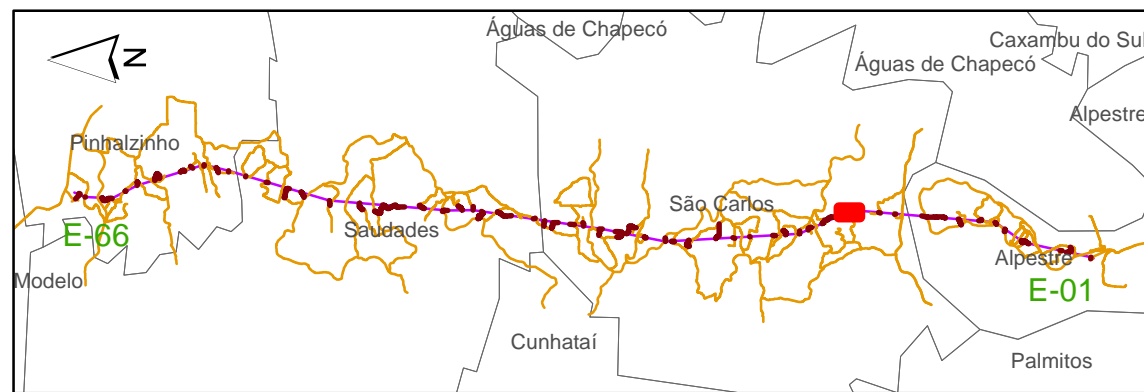 Águas de Chapecó
Caxambu do Sul
Águas de Chapecó
Alpestre
Pinhalzinho
São Carlos
Saudades
E-66
Alpestre
Modelo
E-01
Cunhataí
Palmitos
N